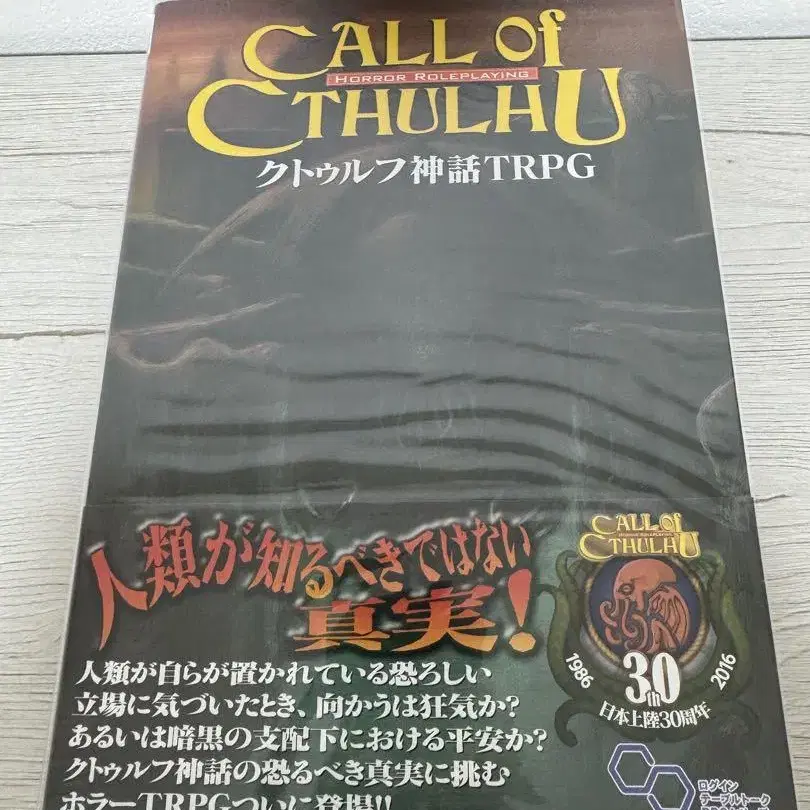 CALL of
HORROR ROLEPLAYING
CTHULHU
クトゥルフ神話TRPG
人類が知るべきではない
真実!
人類が自らが置かれている恐ろしい
立場に気づいたとき、向かうは狂気か?
あるいは暗黒の支配下における平安か?
クトゥルフ神話の恐るべき真実に挑む
ホラーTRPGついに登場!!
CALL of
HORROR ROLEPLAYING
CTHULHU
1986
30th
2016
日本上陸30周年
ログイン
テーブルトーク